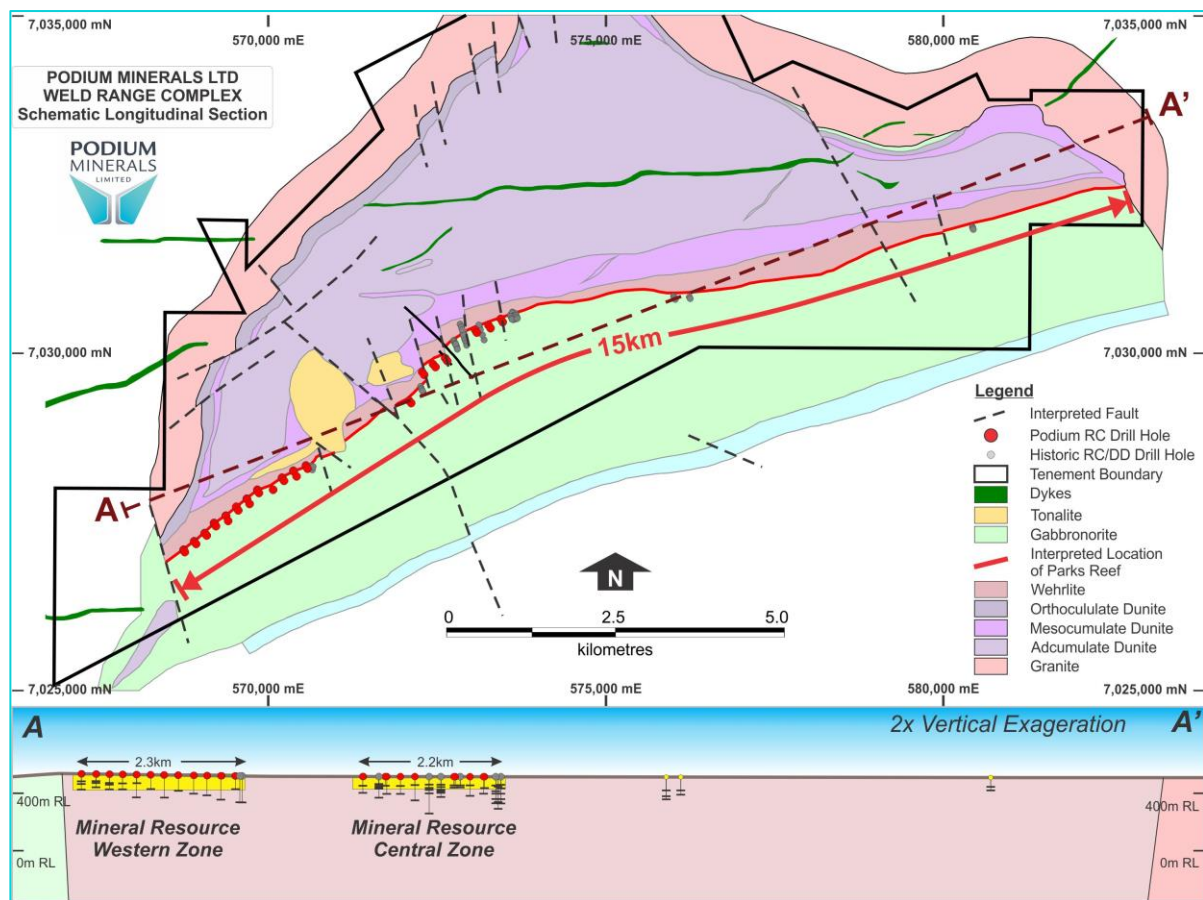 7,035,000 mN
570,000 mE
575,000 mE
580,000 mE
7,035,000 mN
PODIUM MINERALS LTD
WELD RANGE COMPLEX
Schematic Longitudinal Section
PODIUM
MINERALS
LIMITED
A'
7,030,000 mN
15km
7,030,000 mN
A
N
0 2.5 5.0
kilometres
Legend
Interpreted Fault
Podium RC Drill Hole
Historic RC/DD Drill Hole
Tenement Boundary
Dykes
Tonalite
Gabbronorite
Interpreted Location
of Parks Reef
Wehrlite
Orthoculate Dunite
Mesocumulate Dunite
Adcumulate Dunite
Granite
7,025,000 mN
570,000 mE
575,000 mE
580,000 mE
7,025,000 mN
A
2x Vertical Exageration
A'
2.3km
2.2km
400m RL
400m RL
Mineral Resource
Western Zone
Mineral Resource
Central Zone
0m RL
0m RL